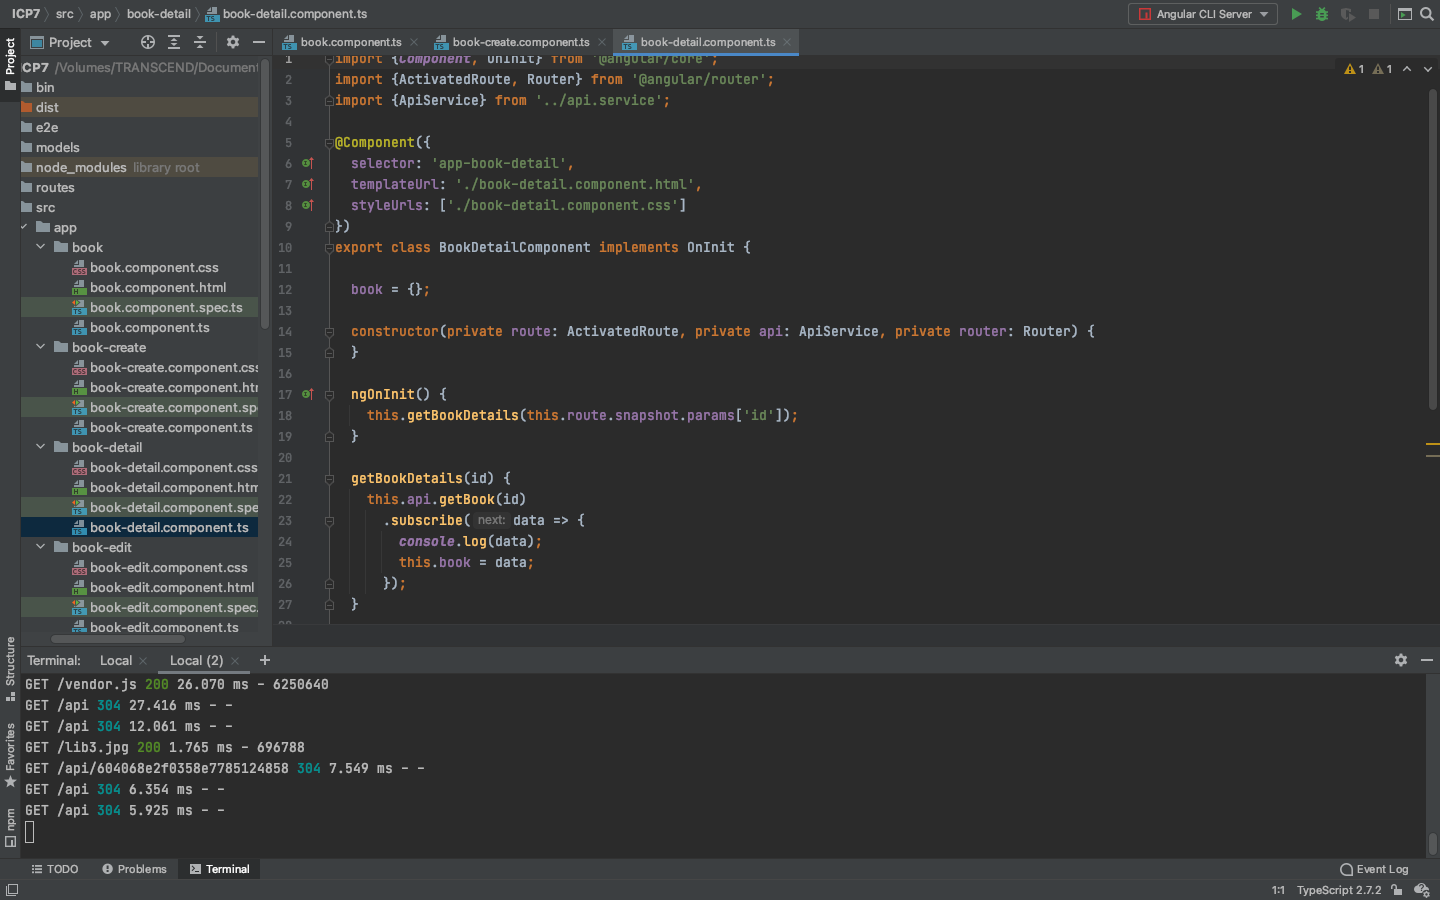 ICP7 src app book-detail book-detail.component.ts
Angular CLI Server
Project
Project
book.component.ts
book-create.component.ts
book-detail.component.ts
CP7 /Volumes/TRANSCEND/Document
bin
dist
e2e
models
node_modules library root
routes
src
app
book
book.component.css
book.component.html
book.component.spec.ts
book.component.ts
book-create
book-create.component.css
book-create.component.htm
book-create.component.spe
book-create.component.ts
book-detail
book-detail.component.css
book-detail.component.htm
book-detail.component.spe
book-detail.component.ts
book-edit
book-edit.component.css
book-edit.component.html
book-edit.component.spec.
book-edit.component.ts
1 import {Component, OnInit} from '@angular/core';
2 import {ActivatedRoute, Router} from '@angular/router';
3 import {ApiService} from '../api.service';
4
5 @Component({
6 selector: 'app-book-detail',
7 templateUrl: './book-detail.component.html',
8 styleUrls: ['./book-detail.component.css']
9 })
10 export class BookDetailComponent implements OnInit {
11
12 book = {};
13
14 constructor(private route: ActivatedRoute, private api: ApiService, private router: Router) {
15 }
16
17 ngOnInit() {
18 this.getBookDetails(this.route.snapshot.params['id']);
19 }
20
21 getBookDetails(id) {
22 this.api.getBook(id)
23 .subscribe( next: data => {
24 console.log(data);
25 this.book = data;
26 });
27 }
1 1
Structure
Favorites
npm
Terminal: Local Local (2)
GET /vendor.js 200 26.070 ms - 6250640
GET /api 304 27.416 ms - -
GET /api 304 12.061 ms - -
GET /lib3.jpg 200 1.765 ms - 696788
GET /api/604068e2f0358e7785124858 304 7.549 ms - -
GET /api 304 6.354 ms - -
GET /api 304 5.925 ms - -
TODO Problems Terminal Event Log
1:1 TypeScript 2.7.2